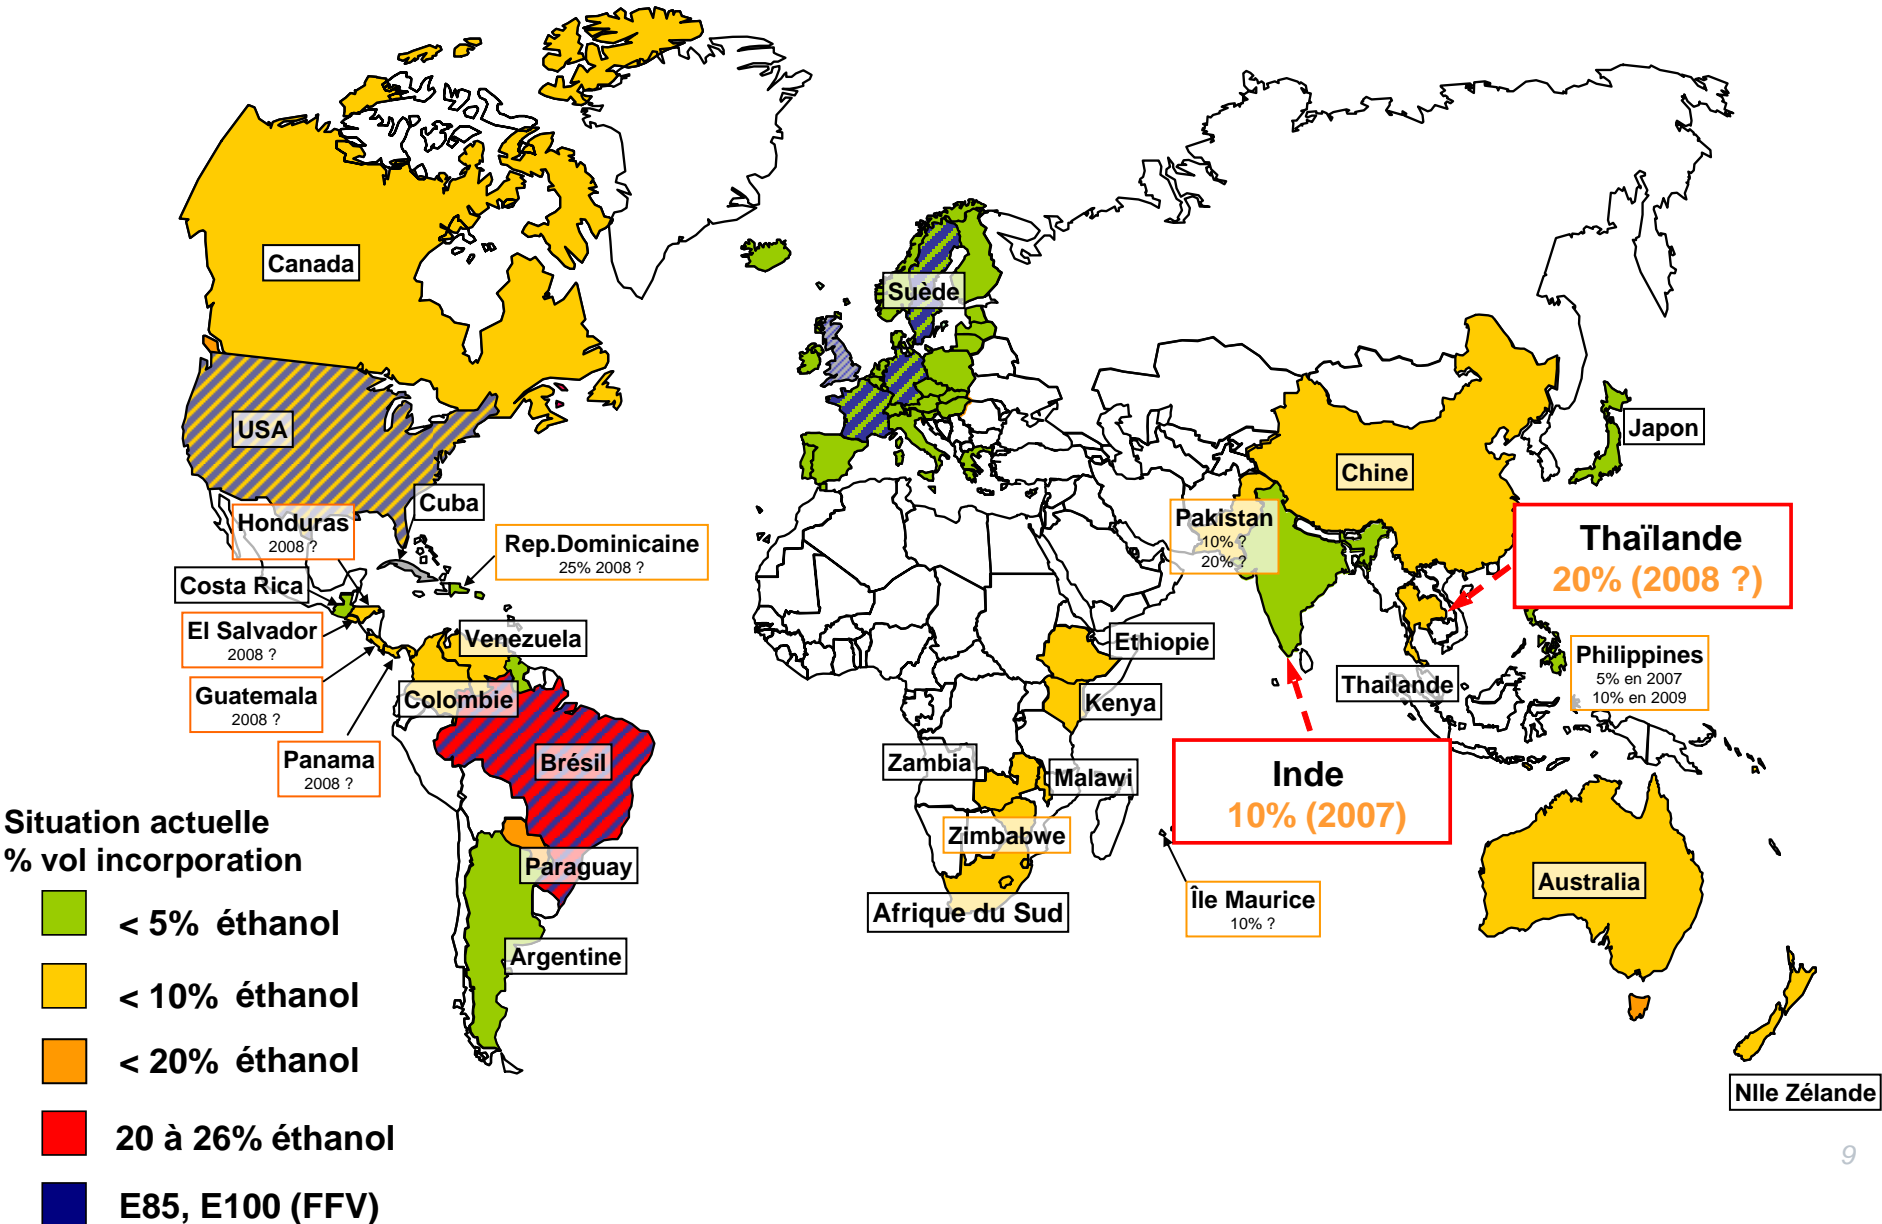 Canada
Suède
USA
Japon
Chine
Cuba
Honduras
2008 ?
Rep.Dominicaine
25% 2008 ?
Pakistan
10% ?
20% ?
Thaïlande
20% (2008 ?)
Costa Rica
El Salvador
2008 ?
Venezuela
Ethiopie
Philippines
5% en 2007
10% en 2009
Guatemala
2008 ?
Colombie
Kenya
Thailande
Panama
2008 ?
Brésil
Zambia
Malawi
Inde
10% (2007)
Zimbabwe
Paraguay
Australia
Afrique du Sud
Île Maurice
10% ?
Argentine
Nlle Zélande
Situation actuelle
% vol incorporation
< 5% éthanol
< 10% éthanol
< 20% éthanol
20 à 26% éthanol
E85, E100 (FFV)
9